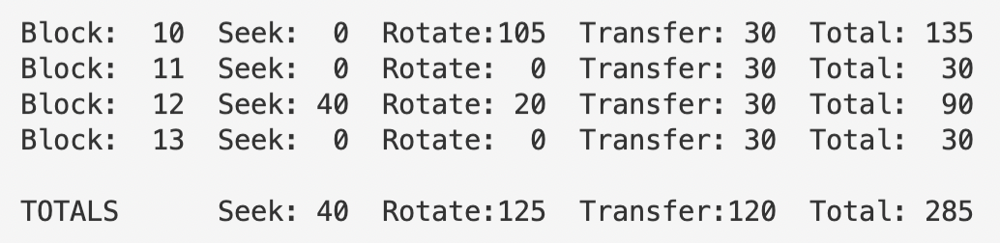 Block:  10  Seek:  0  Rotate:105  Transfer: 30  Total: 135
Block:  11  Seek:  0  Rotate:  0  Transfer: 30  Total:  30
Block:  12  Seek: 40  Rotate: 20  Transfer: 30  Total:  90
Block:  13  Seek:  0  Rotate:  0  Transfer: 30  Total:  30
TOTALS      Seek: 40  Rotate:125  Transfer:120  Total: 285